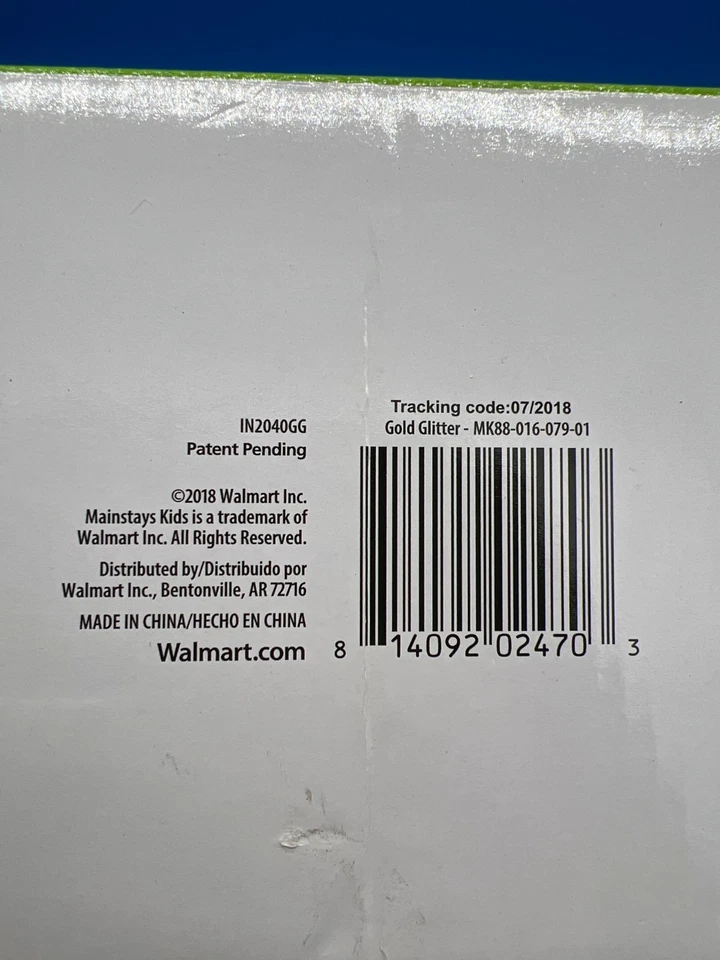 IN2040GG
Patent Pending
©2018 Walmart Inc.
Mainstays Kids is a trademark of
Walmart Inc. All Rights Reserved.
Distributed by/Distribuido por
Walmart Inc., Bentonville, AR 72716
MADE IN CHINA/HECHO EN CHINA
Walmart.com
Tracking code:07/2018
Gold Glitter - MK88-016-079-01
8 14092 02470 3